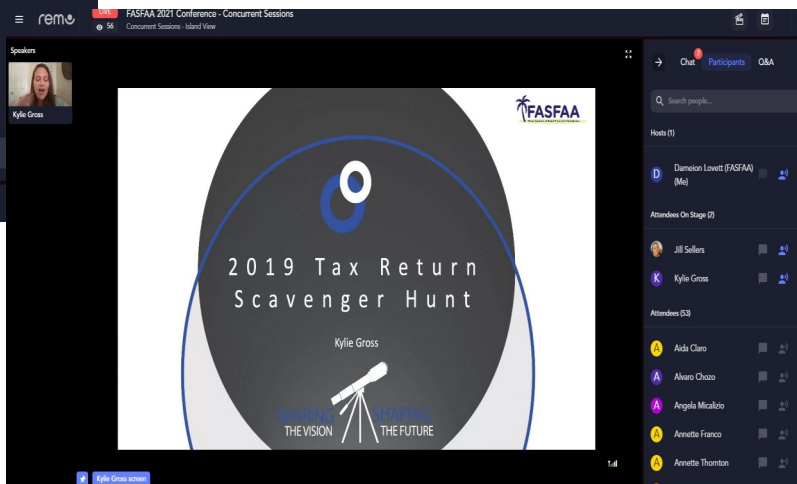 remo
LIVE
FASFAA 2021 Conference - Concurrent Sessions
56
Concurrent Sessions - Island View
Speakers
Kylie Gross
Chat
2
Participants
Q&A
Search people...
Hosts (1)
D
Dameion Lovett (FASFAA)
(Me)
Attendees On Stage (2)
Jill Sellers
K
Kylie Gross
Attendees (53)
A
Aida Claro
A
Alvaro Chozo
A
Angela Micalizio
A
Annette Franco
A
Annette Thornton
FASFAA
2019 Tax Return
Scavenger Hunt
Kylie Gross
SHARING SHAPING
THE VISION THE FUTURE
Kylie Gross screen